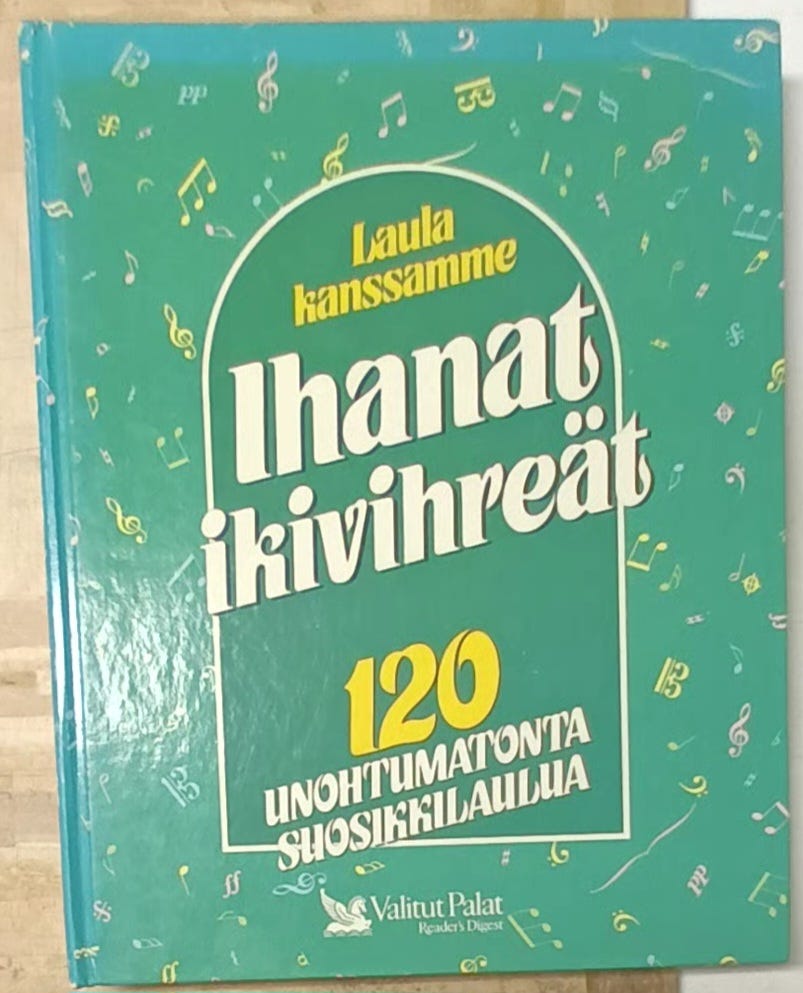 Laula
kanssamme
Ihanat
ikivihreät
120
UNOHTUMATONTA
SUOSIKKILAULUA
Valitut Palat
Reader's Digest